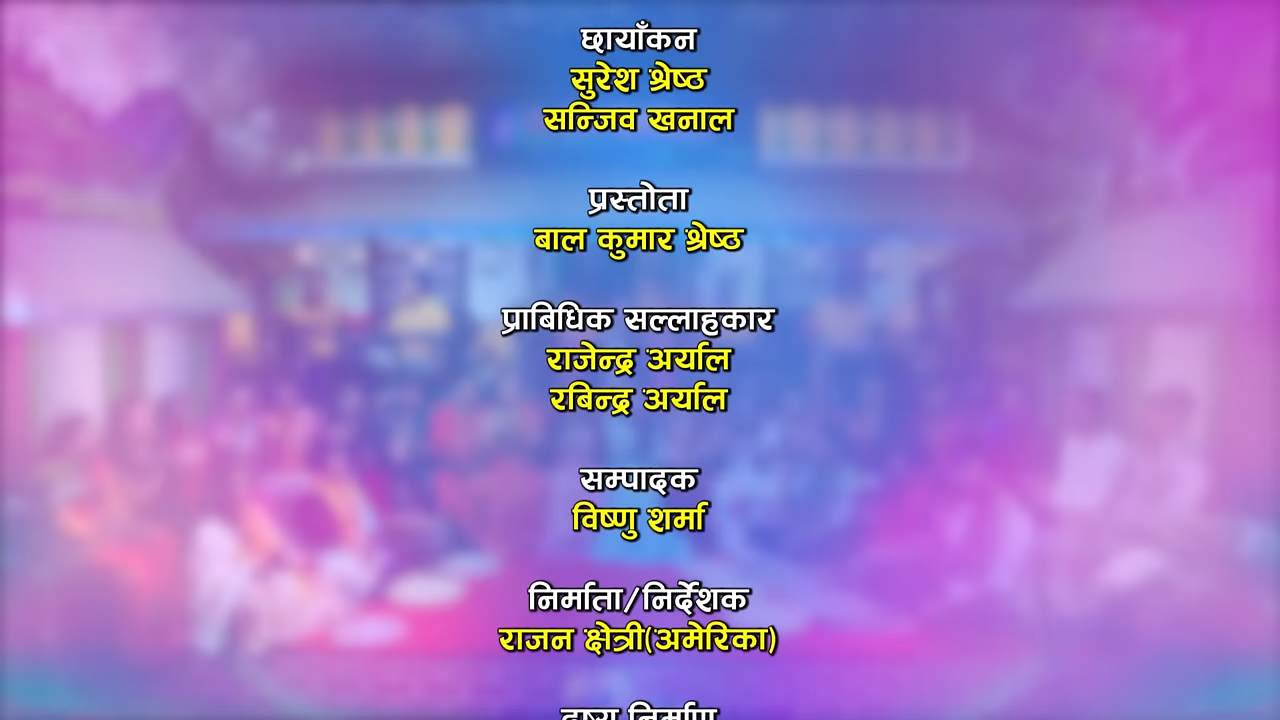 छायाँकन
सुरेश श्रेष्ठ
सन्जिव खनाल
प्रस्तोता
बाल कुमार श्रेष्ठ
प्राबिधिक सल्लाहकार
राजेन्द्र अर्याल
रबिन्द्र अर्याल
सम्पादक
विष्णु शर्मा
निर्माता/निर्देशक
राजन क्षेत्री(अमेरिका)
निर्माण